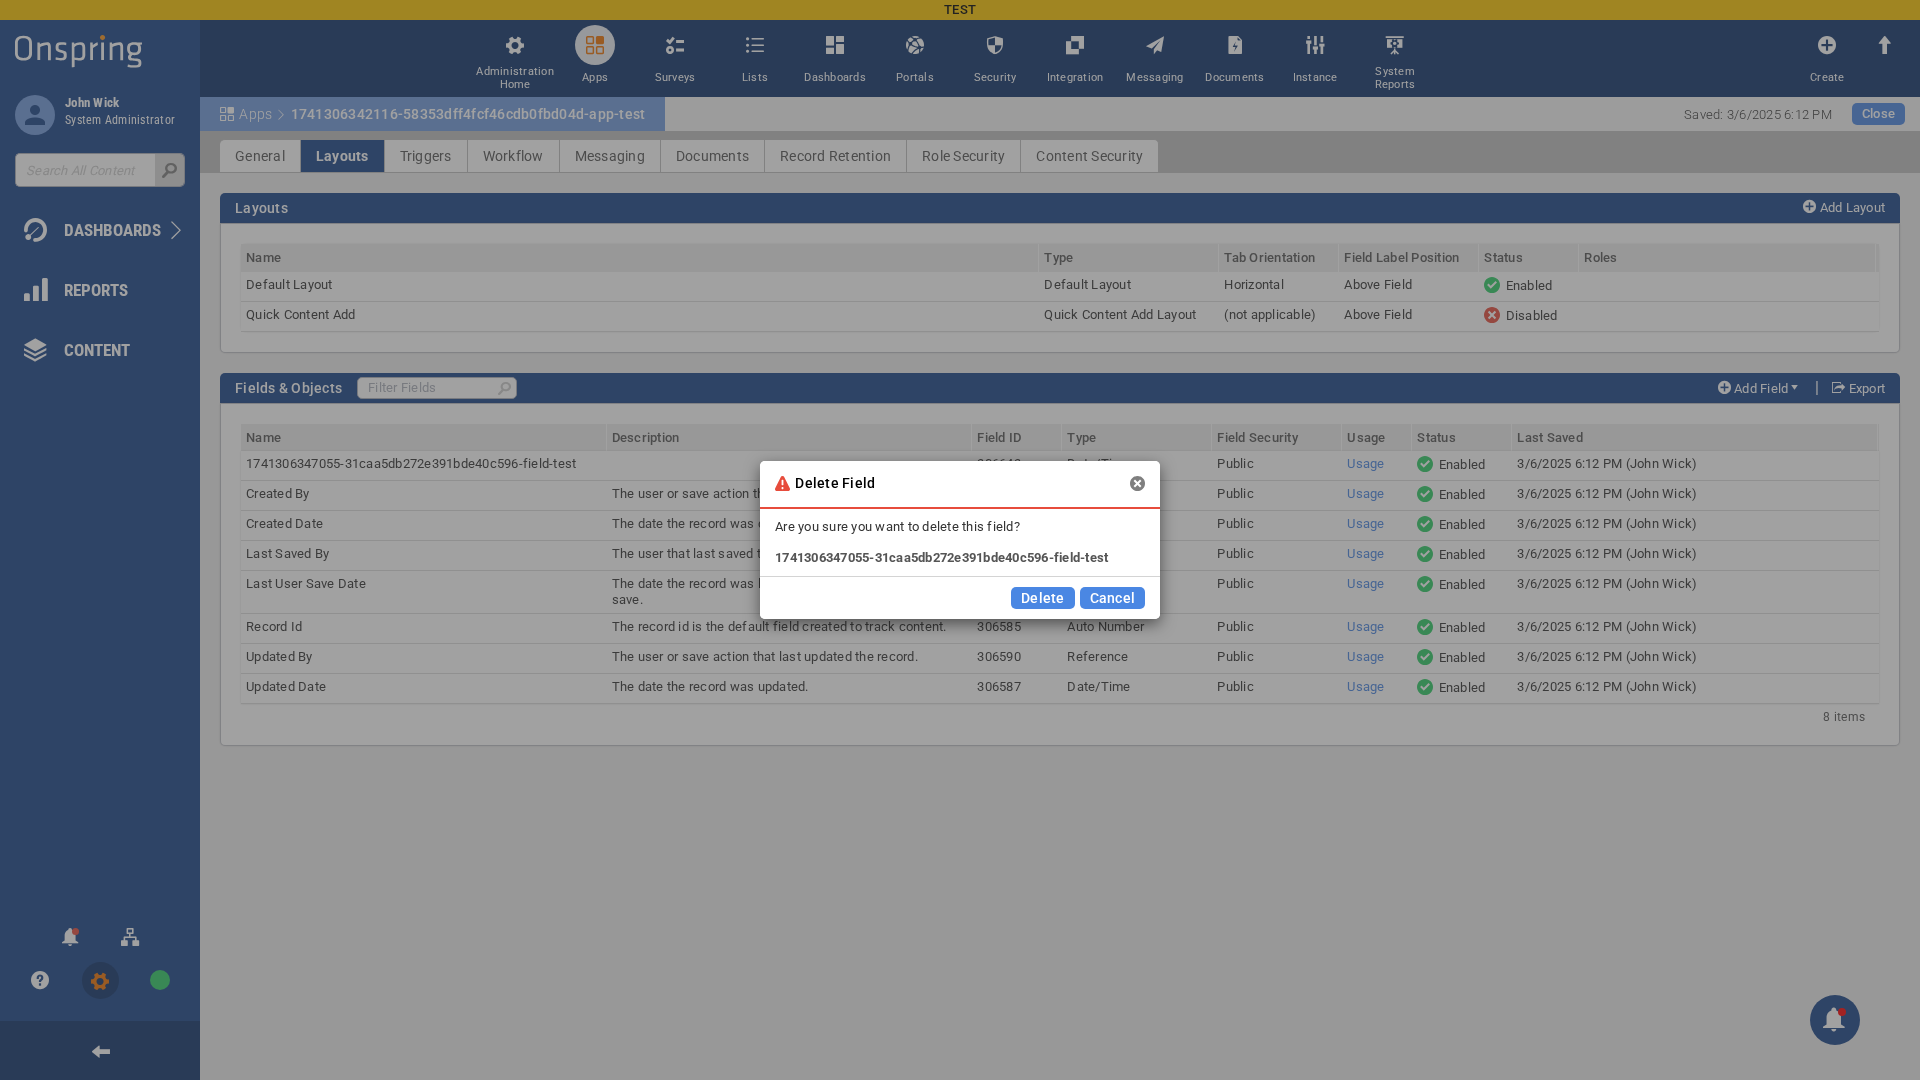 TEST
Onspring
John Wick
System Administrator
Search All Content
DASHBOARDS
REPORTS
CONTENT
Administration Home
Apps
Surveys
Lists
Dashboards
Portals
Security
Integration
Messaging
Documents
Instance
System Reports
Create
Apps 1741306342116-58353dff4fcf46cdb0fbd04d-app-test
Saved: 3/6/2025 6:12 PM
Close
General Layouts Triggers Workflow Messaging Documents Record Retention Role Security Content Security
Layouts
Add Layout
Name Type Tab Orientation Field Label Position Status Roles
Default Layout Default Layout Horizontal Above Field Enabled
Quick Content Add Quick Content Add Layout (not applicable) Above Field Disabled
Fields & Objects
Filter Fields
Add Field | Export
Name Description Field ID Type Field Security Usage Status Last Saved
1741306347055-31caa5db272e391bde40c596-field-test Public Usage Enabled 3/6/2025 6:12 PM (John Wick)
Created By The user or save action Public Usage Enabled 3/6/2025 6:12 PM (John Wick)
Created Date The date the record was Public Usage Enabled 3/6/2025 6:12 PM (John Wick)
Last Saved By The user that last saved Public Usage Enabled 3/6/2025 6:12 PM (John Wick)
Last User Save Date The date the record was Public Usage Enabled 3/6/2025 6:12 PM (John Wick)
save.
Record Id The record id is the default field created to track content. 306585 Auto Number Public Usage Enabled 3/6/2025 6:12 PM (John Wick)
Updated By The user or save action that last updated the record. 306590 Reference Public Usage Enabled 3/6/2025 6:12 PM (John Wick)
Updated Date The date the record was updated. 306587 Date/Time Public Usage Enabled 3/6/2025 6:12 PM (John Wick)
8 items
Delete Field
Are you sure you want to delete this field?
1741306347055-31caa5db272e391bde40c596-field-test
Delete Cancel